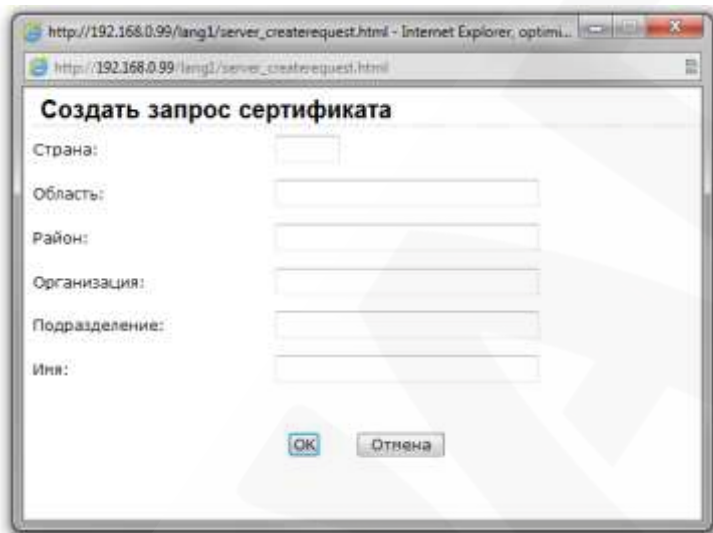 http://192.168.0.99/lang1/server_createrequest.html - Internet Explorer, optimi...
http://192.168.0.99/lang1/server_createrequest.html
Создать запрос сертификата
Страна:
Область:
Район:
Организация:
Подразделение:
Имя:
OK Отмена